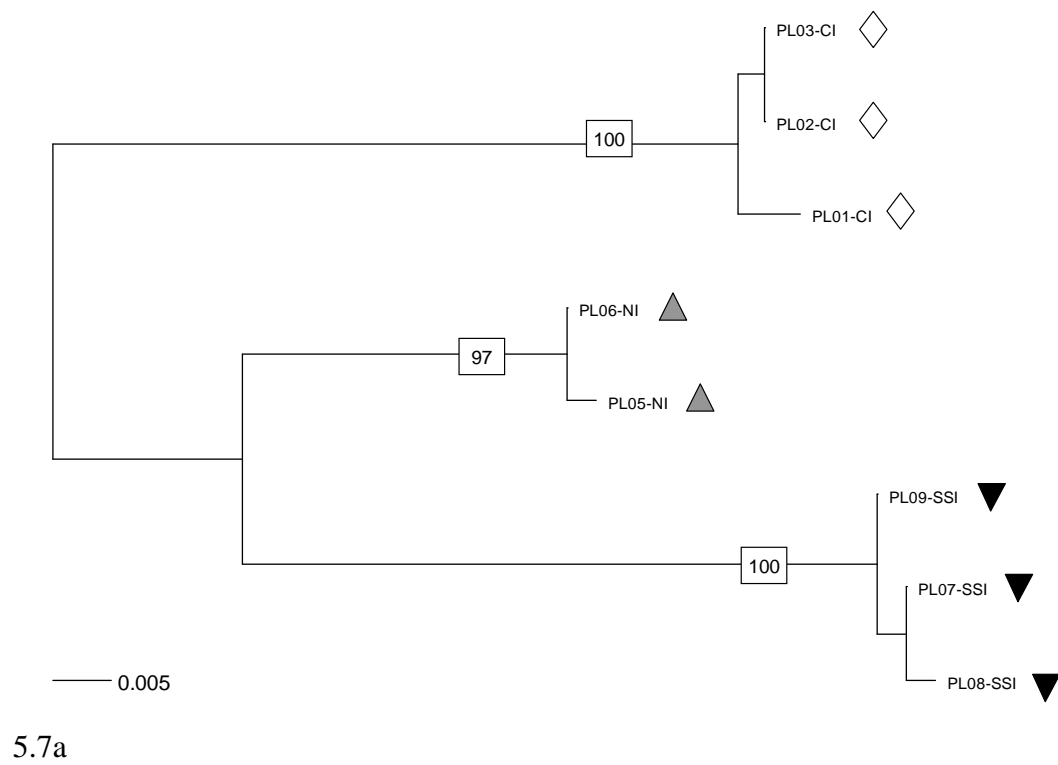 PL03-CI
PL02-CI
100
PL01-CI
PL06-NI
97
PL05-NI
PL09-SSI
100
PL07-SSI
PL08-SSI
0.005
5.7a